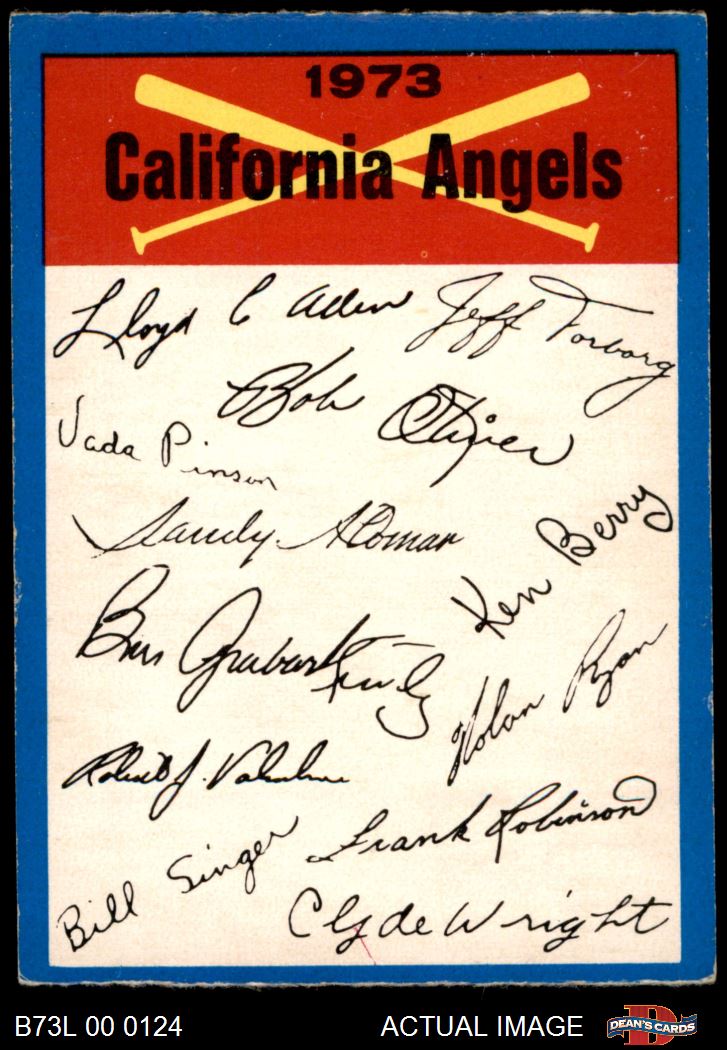 1973
California Angels
Lloyd C Allen
Jeff Torborg
Bob Oliver
Vada Pinson
Sandy Alomar
Ken Berry
Nolan Ryan
Robert J. Valentine
Frank Robinson
Bill Singer
Clyde Wright
B73L 00 0124
ACTUAL IMAGE
DEAN'S CARDS